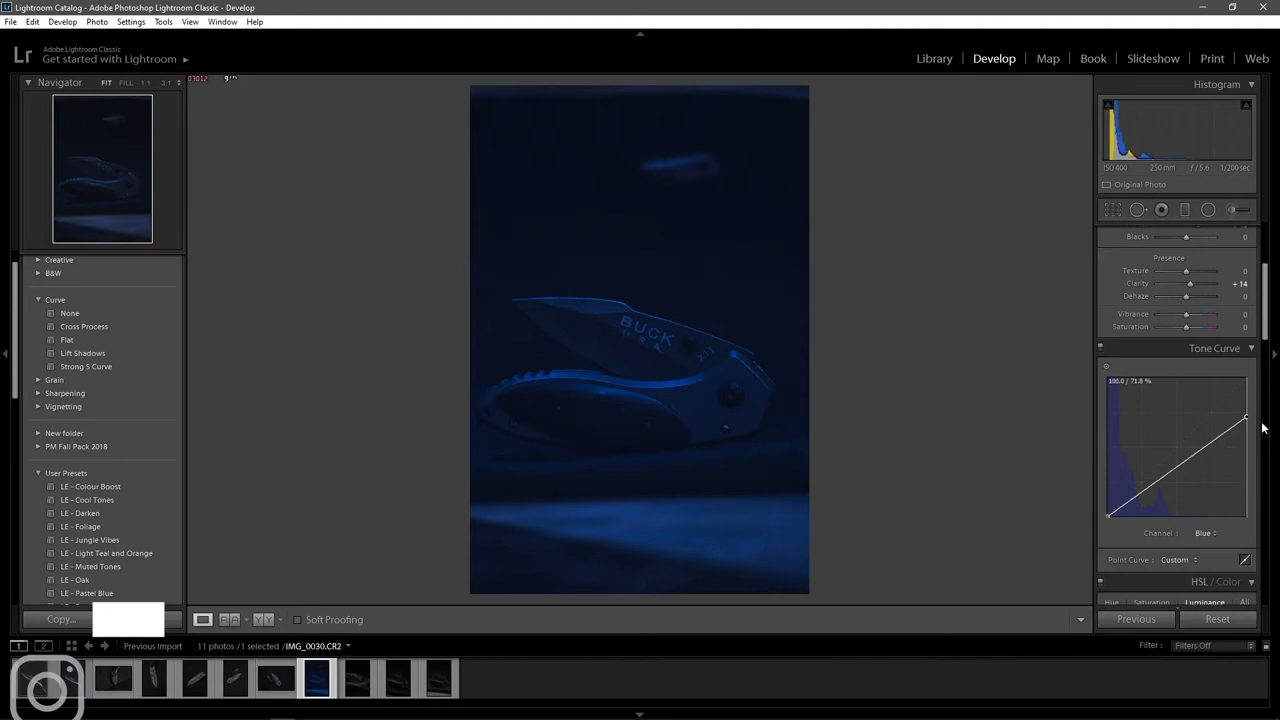 Lightroom Catalog - Adobe Photoshop Lightroom Classic - Develop
File Edit Develop Photo Settings Tools View Window Help
Lr
Adobe Lightroom Classic
Get started with Lightroom
Library | Develop | Map | Book | Slideshow | Print | Web
Navigator FIT FILL 1:1 3:1
Histogram
ISO 400 250 mm f / 5.6 1/200 sec
Original Photo
Blacks 0
Presence
Texture 0
Clarity + 14
Dehaze 0
Vibrance 0
Saturation 0
Tone Curve
100.0 / 71.8 %
Channel : Blue
Point Curve : Custom
HSL / Color
Hue Saturation Luminance All
Previous Reset
Creative
B&W
Curve
None
Cross Process
Flat
Lift Shadows
Strong S Curve
Grain
Sharpening
Vignetting
New folder
PM Fall Pack 2018
User Presets
LE - Colour Boost
LE - Cool Tones
LE - Darken
LE - Foliage
LE - Jungle Vibes
LE - Light Teal and Orange
LE - Muted Tones
LE - Oak
LE - Pastel Blue
Copy...
BUCK
U.S.A.
X11
Soft Proofing
1 2 Previous Import 11 photos / 1 selected / IMG_0030.CR2
Filter : Filters Off